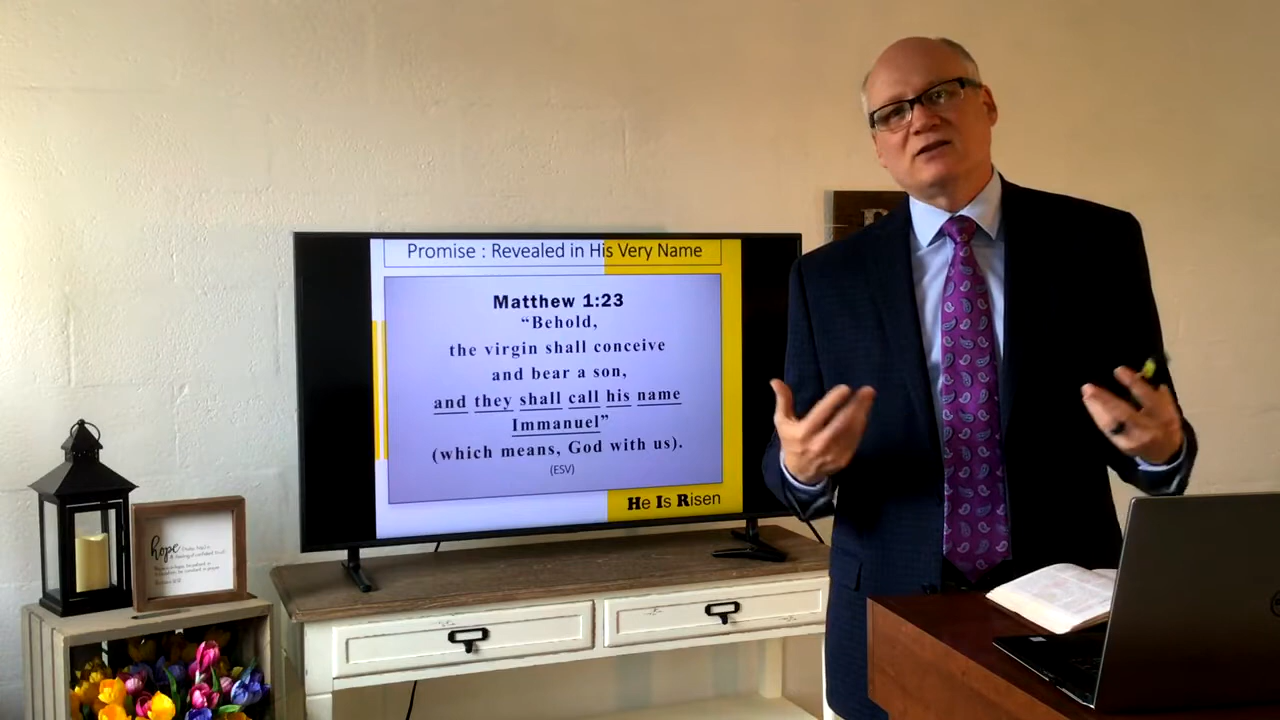 Promise : Revealed in His Very Name
Matthew 1:23
“Behold,
the virgin shall conceive
and bear a son,
and they shall call his name
Immanuel”
(which means, God with us).
(ESV)
He Is Risen
hope